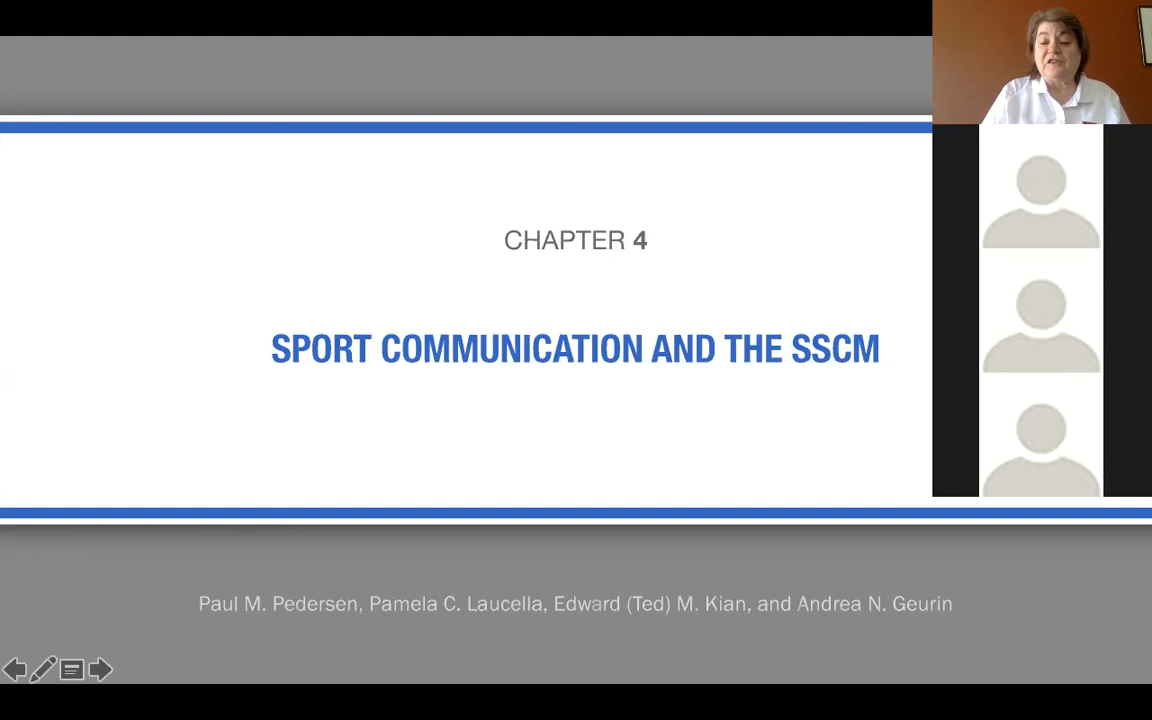 CHAPTER 4
SPORT COMMUNICATION AND THE SSCM
Paul M. Pedersen, Pamela C. Laucella, Edward (Ted) M. Kian, and Andrea N. Geurin